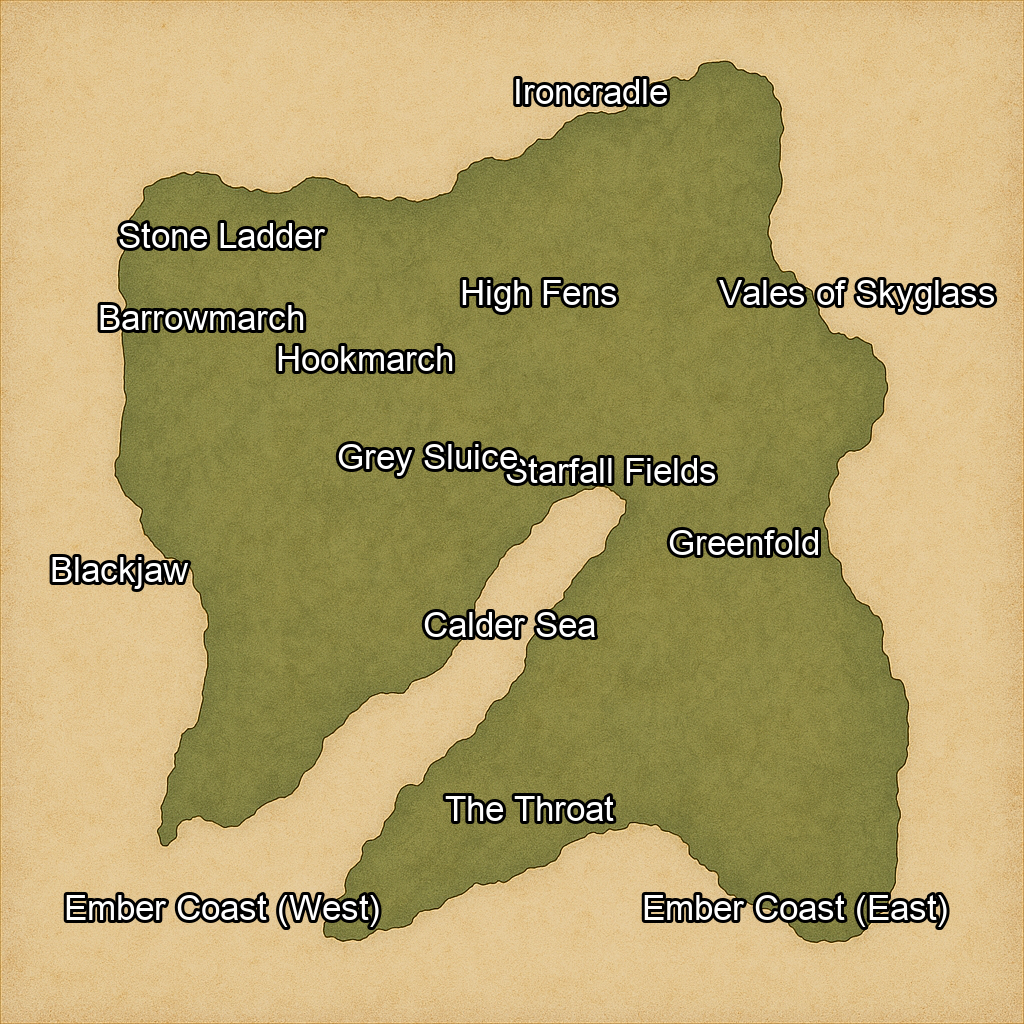 Ironcradle
Stone Ladder
High Fens
Vales of Skyglass
Barrowmarch
Hookmarch
Grey Sluice
Starfall Fields
Greenfold
Blackjaw
Calder Sea
The Throat
Ember Coast (West)
Ember Coast (East)